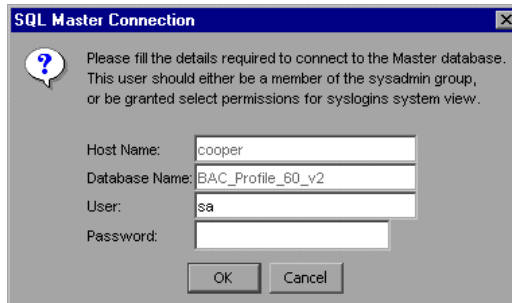 SQL Master Connection
Please fill the details required to connect to the Master database.
This user should either be a member of the sysadmin group,
or be granted select permissions for syslogins system view.
Host Name: cooper
Database Name: BAC_Profile_60_v2
User: sa
Password:
OK Cancel